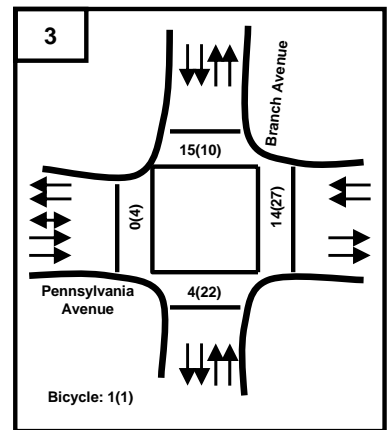 3
Branch Avenue
15(10)
0(4)
14(27)
4(22)
Pennsylvania
Avenue
Bicycle: 1(1)